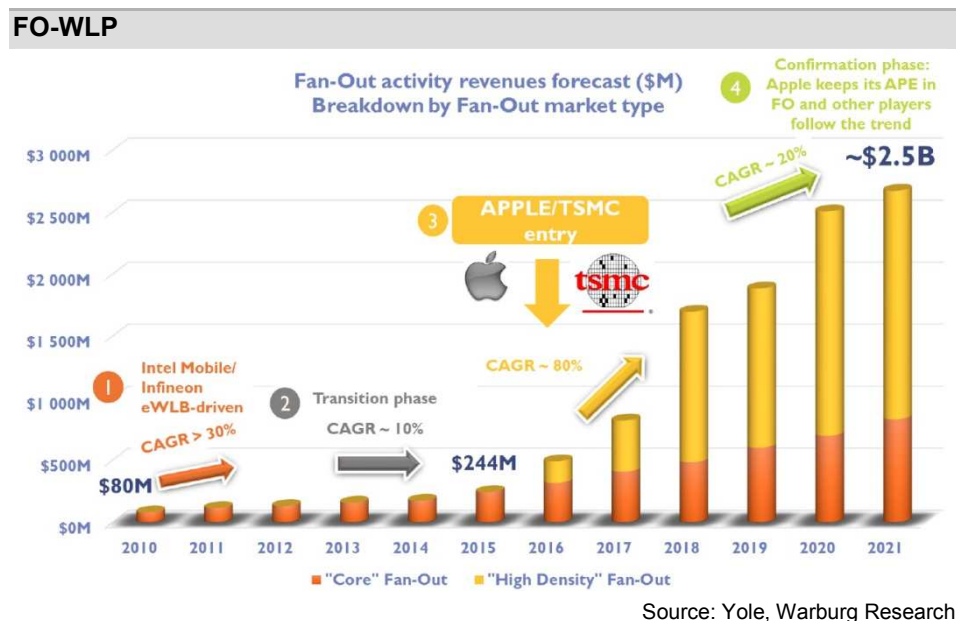 FO-WLP
Fan-Out activity revenues forecast ($M)
Breakdown by Fan-Out market type
4
Confirmation phase:
Apple keeps its APE in
FO and other players
follow the trend
$3 000M
$2 500M
$2 000M
$1 500M
$1 000M
$500M
$0M
1
Intel Mobile/
Infineon
eWLB-driven
CAGR > 30%
$80M
2
Transition phase
CAGR ~ 10%
$244M
3
APPLE/TSMC
entry
tsmc
CAGR ~ 80%
CAGR ~ 20%
~$2.5B
2010 2011 2012 2013 2014 2015 2016 2017 2018 2019 2020 2021
"Core" Fan-Out "High Density" Fan-Out
Source: Yole, Warburg Research